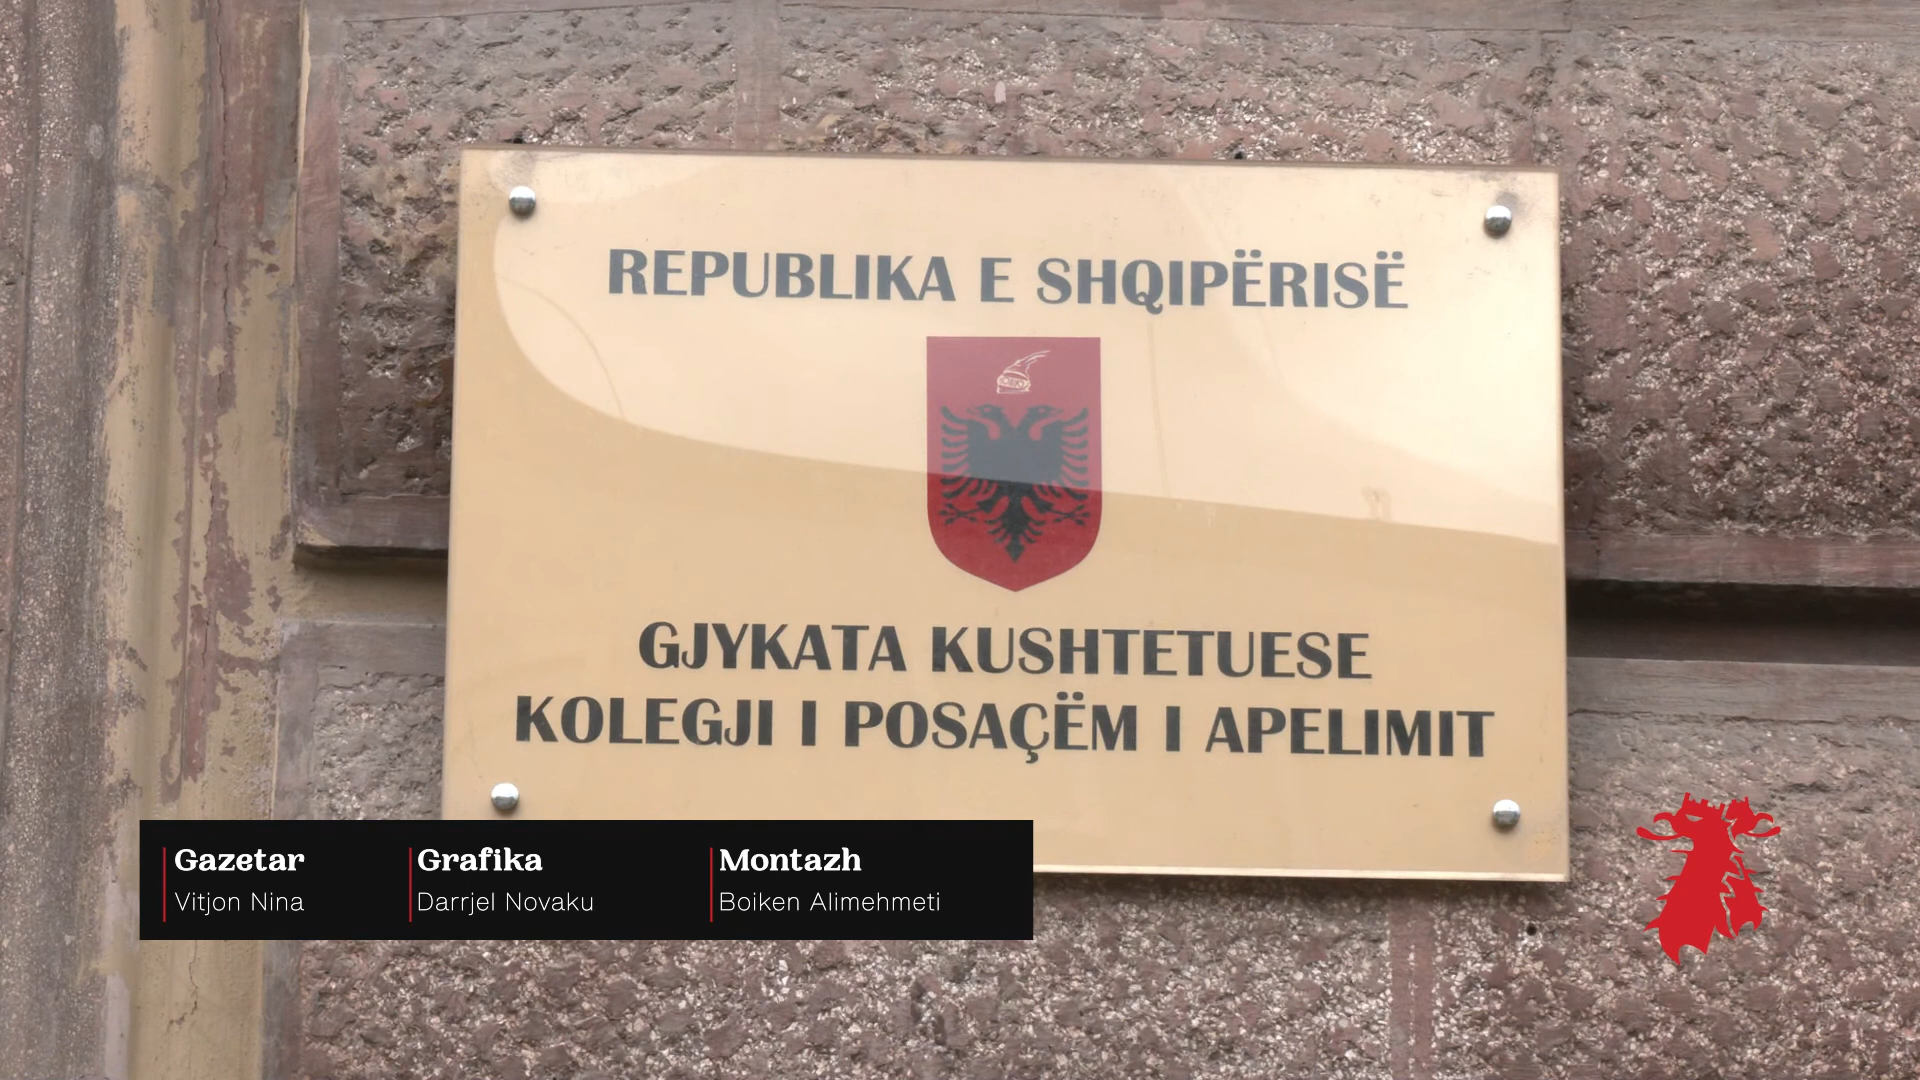 REPUBLIKA E SHQIPËRISË
GJYKATA KUSHTETUESE
KOLEGJI I POSAÇËM I APELIMIT
Gazetar
Vitjon Nina
Grafika
Darrjel Novaku
Montazh
Boiken Alimehmeti